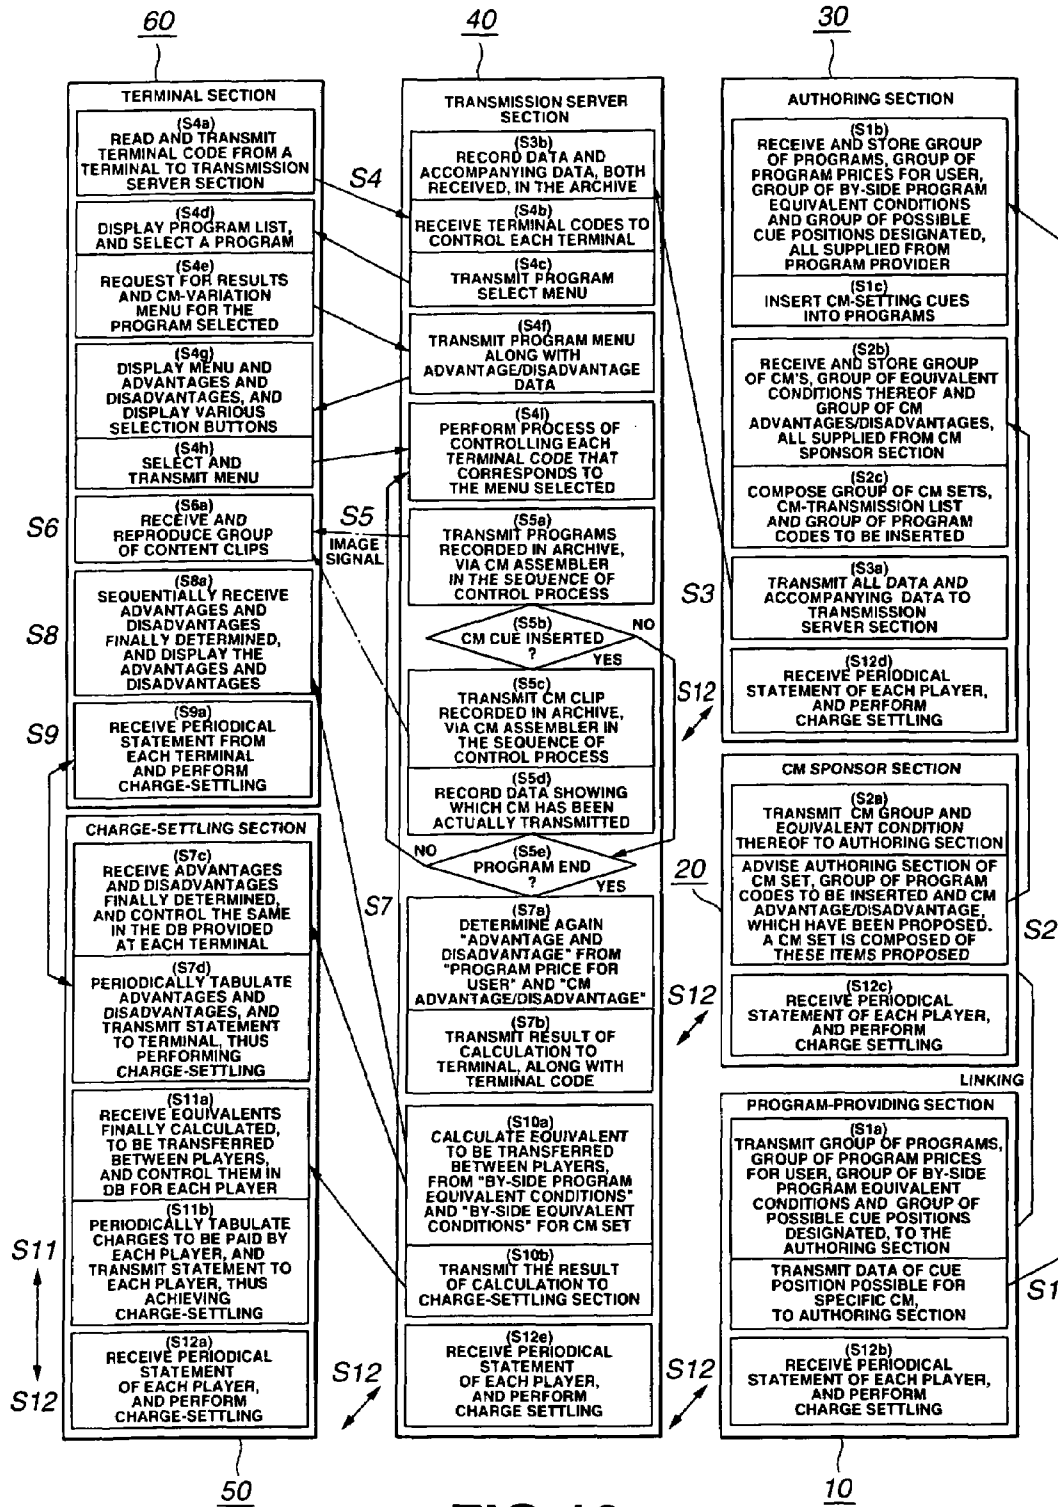 60
40
30
TERMINAL SECTION
(S4a)
READ AND TRANSMIT
TERMINAL CODE FROM A
TERMINAL TO TRANSMISSION
SERVER SECTION
(S4d)
DISPLAY PROGRAM LIST,
AND SELECT A PROGRAM
(S4e)
REQUEST FOR RESULTS
AND CM-VARIATION
MENU FOR THE
PROGRAM SELECTED
(S4g)
DISPLAY MENU AND
ADVANTAGES AND
DISADVANTAGES, AND
DISPLAY VARIOUS
SELECTION BUTTONS
(S4h)
SELECT AND
TRANSMIT MENU
S6
(S6a)
RECEIVE AND
REPRODUCE GROUP
OF CONTENT CLIPS
S8
(S8a)
SEQUENTIALLY RECEIVE
ADVANTAGES AND
DISADVANTAGES
FINALLY DETERMINED,
AND DISPLAY THE
ADVANTAGES AND
DISADVANTAGES
S9
(S9a)
RECEIVE PERIODICAL
STATEMENT FROM
EACH TERMINAL
AND PERFORM
CHARGE-SETTLING
CHARGE-SETTLING SECTION
(S7c)
RECEIVE ADVANTAGES
AND DISADVANTAGES
FINALLY DETERMINED,
AND CONTROL THE SAME
IN THE DB PROVIDED
AT EACH TERMINAL
(S7d)
PERIODICALLY TABULATE
ADVANTAGES AND
DISADVANTAGES, AND
TRANSMIT STATEMENT
TO TERMINAL, THUS
PERFORMING
CHARGE-SETTLING
(S11a)
RECEIVE EQUIVALENTS
FINALLY CALCULATED,
TO BE TRANSFERRED
BETWEEN PLAYERS,
AND CONTROL THEM IN
DB FOR EACH PLAYER
S11
(S11b)
PERIODICALLY TABULATE
CHARGES TO BE PAID BY
EACH PLAYER, AND
TRANSMIT STATEMENT TO
EACH PLAYER, THUS
ACHIEVING
CHARGE-SETTLING
S12
(S12a)
RECEIVE PERIODICAL
STATEMENT
OF EACH PLAYER,
AND PERFORM
CHARGE-SETTLING
50
S4
S5
IMAGE
SIGNAL
S7
S12
TRANSMISSION SERVER
SECTION
(S3b)
RECORD DATA AND
ACCOMPANYING DATA, BOTH
RECEIVED, IN THE ARCHIVE
(S4b)
RECEIVE TERMINAL CODES TO
CONTROL EACH TERMINAL
(S4c)
TRANSMIT PROGRAM
SELECT MENU
(S4f)
TRANSMIT PROGRAM MENU
ALONG WITH
ADVANTAGE/DISADVANTAGE
DATA
(S4i)
PERFORM PROCESS OF
CONTROLLING EACH
TERMINAL CODE THAT
CORRESPONDS TO
THE MENU SELECTED
(S5a)
TRANSMIT PROGRAMS
RECORDED IN ARCHIVE,
VIA CM ASSEMBLER
IN THE SEQUENCE OF
CONTROL PROCESS
(S5b)
CM CUE INSERTED
?
NO
YES
(S5c)
TRANSMIT CM CLIP
RECORDED IN ARCHIVE,
VIA CM ASSEMBLER IN
THE SEQUENCE OF
CONTROL PROCESS
(S5d)
RECORD DATA SHOWING
WHICH CM HAS BEEN
ACTUALLY TRANSMITTED
NO
(S5e)
PROGRAM END
?
YES
(S7a)
DETERMINE AGAIN
"ADVANTAGE AND
DISADVANTAGE" FROM
"PROGRAM PRICE FOR
USER" AND "CM
ADVANTAGE/DISADVANTAGE"
(S7b)
TRANSMIT RESULT OF
CALCULATION TO
TERMINAL, ALONG WITH
TERMINAL CODE
(S10a)
CALCULATE EQUIVALENT
TO BE TRANSFERRED
BETWEEN PLAYERS,
FROM "BY-SIDE PROGRAM
EQUIVALENT CONDITIONS"
AND "BY-SIDE EQUIVALENT
CONDITIONS" FOR CM SET
(S10b)
TRANSMIT THE
RESULT OF CALCULATION TO
CHARGE-SETTLING SECTION
(S12e)
RECEIVE PERIODICAL
STATEMENT
OF EACH PLAYER,
AND PERFORM
CHARGE SETTLING
S3
S12
S12
S12
AUTHORING SECTION
(S1b)
RECEIVE AND STORE GROUP
OF PROGRAMS, GROUP OF
PROGRAM PRICES FOR USER,
GROUP OF BY-SIDE PROGRAM
EQUIVALENT CONDITIONS
AND GROUP OF POSSIBLE
CUE POSITIONS DESIGNATED,
ALL SUPPLIED FROM
PROGRAM PROVIDER
(S1c)
INSERT CM-SETTING CUES
INTO PROGRAMS
(S2b)
RECEIVE AND STORE GROUP
OF CM'S, GROUP OF EQUIVALENT
CONDITIONS THEREOF AND
GROUP OF CM
ADVANTAGES/DISADVANTAGES,
ALL SUPPLIED FROM CM
SPONSOR SECTION
(S2c)
COMPOSE GROUP OF CM SETS,
CM-TRANSMISSION LIST
AND GROUP OF PROGRAM
CODES TO BE INSERTED
(S3a)
TRANSMIT ALL DATA AND
ACCOMPANYING DATA TO
TRANSMISSION
SERVER SECTION
(S12d)
RECEIVE PERIODICAL
STATEMENT OF EACH PLAYER,
AND PERFORM
CHARGE SETTLING
CM SPONSOR SECTION
(S2a)
TRANSMIT CM GROUP AND
EQUIVALENT CONDITION
THEREOF TO AUTHORING SECTION
20
ADVISE AUTHORING SECTION OF
CM SET, GROUP OF PROGRAM
CODES TO BE INSERTED AND CM
ADVANTAGE/DISADVANTAGE,
WHICH HAVE BEEN PROPOSED.
A CM SET IS COMPOSED OF
THESE ITEMS PROPOSED
S2
(S12c)
RECEIVE PERIODICAL
STATEMENT OF EACH PLAYER,
AND PERFORM
CHARGE SETTLING
LINKING
PROGRAM-PROVIDING SECTION
(S1a)
TRANSMIT GROUP OF PROGRAMS,
GROUP OF PROGRAM PRICES
FOR USER, GROUP OF BY-SIDE
PROGRAM EQUIVALENT
CONDITIONS AND GROUP OF
POSSIBLE CUE POSITIONS
DESIGNATED, TO THE
AUTHORING SECTION
TRANSMIT DATA OF CUE
POSITION POSSIBLE FOR
SPECIFIC CM,
TO AUTHORING SECTION
S1
(S12b)
RECEIVE PERIODICAL
STATEMENT OF EACH PLAYER,
AND PERFORM
CHARGE SETTLING
10